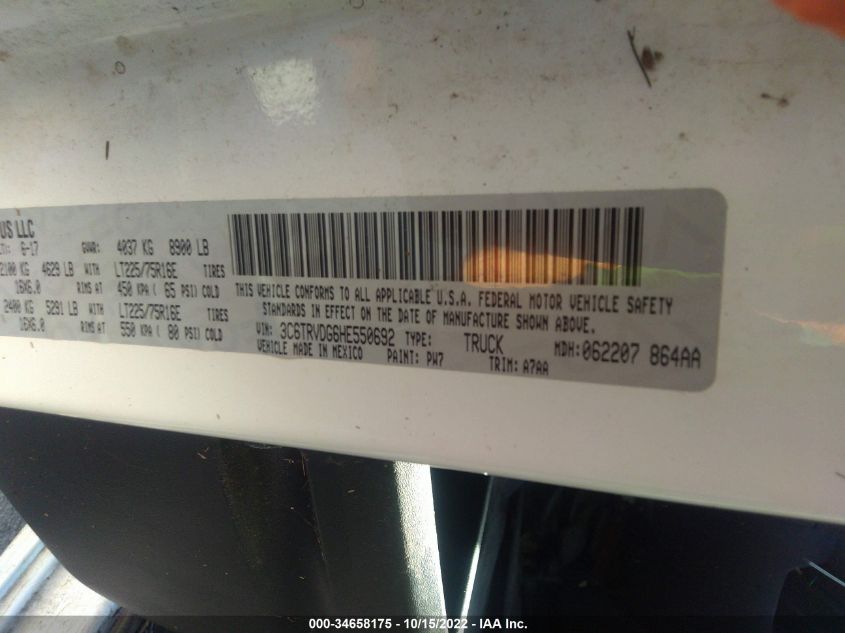 US LLC
6-17 GVWR: 4037 KG 8900 LB
2100 KG 4629 LB WITH LT225/75R16E TIRES
16X6.0 RIMS AT 450 KPA ( 65 PSI) COLD
2400 KG 5291 LB WITH LT225/75R16E TIRES
16X6.0 RIMS AT 550 KPA ( 80 PSI) COLD
THIS VEHICLE CONFORMS TO ALL APPLICABLE U.S.A. FEDERAL MOTOR VEHICLE SAFETY
STANDARDS IN EFFECT ON THE DATE OF MANUFACTURE SHOWN ABOVE.
VIN: 3C6TRVDG6HE550692 TYPE: TRUCK MDH: 062207 864AA
VEHICLE MADE IN MEXICO PAINT: PW7 TRIM: A7AA
000-34658175 - 10/15/2022 - IAA Inc.